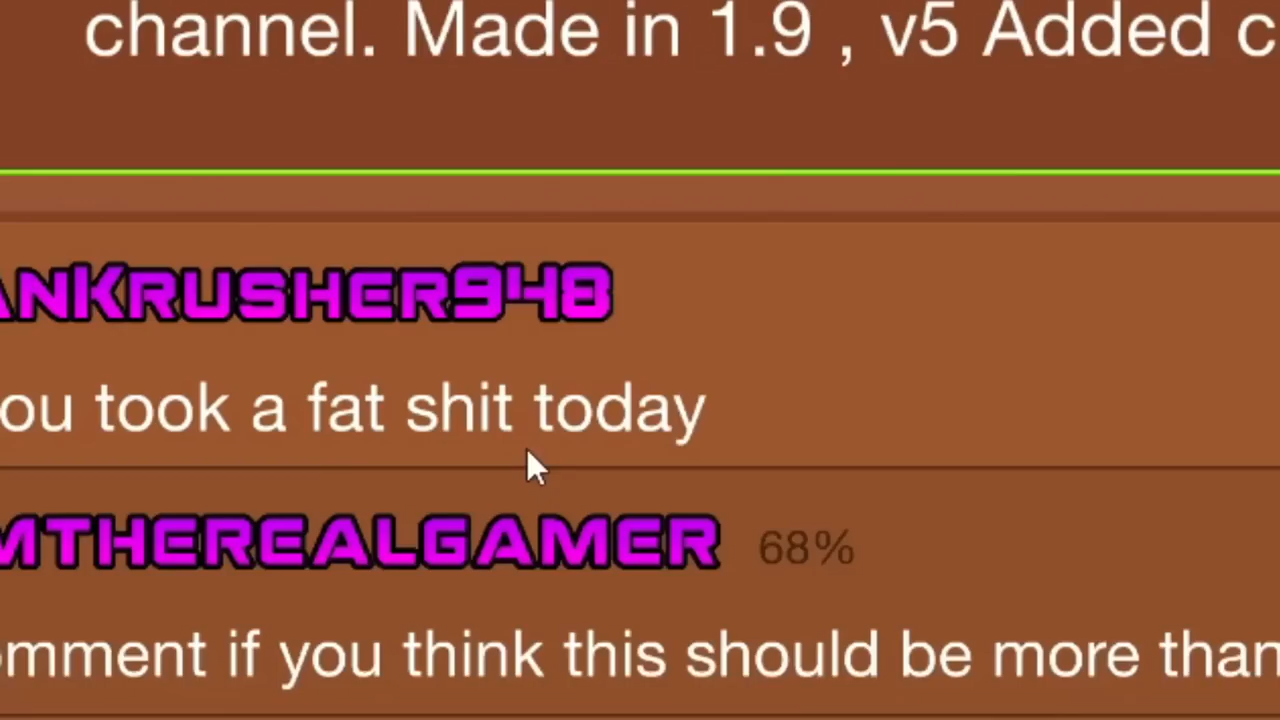 channel. Made in 1.9 , v5 Added
ANKRUSHER948
ou took a fat shit today
MTHEREALGAMER 68%
omment if you think this should be more than